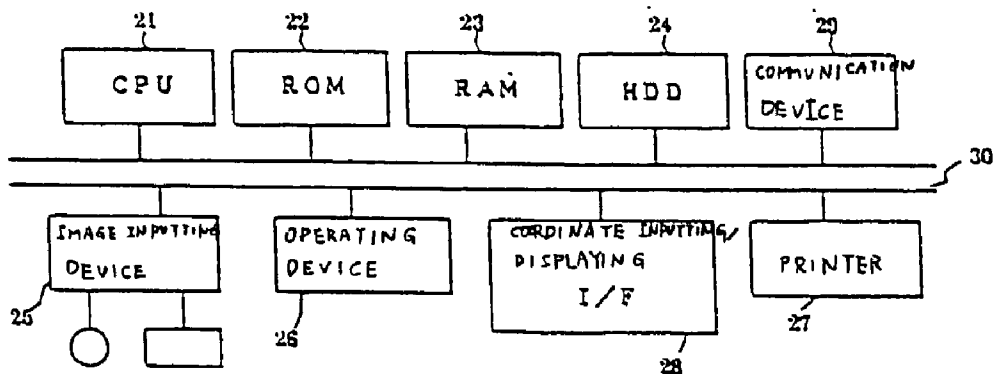 21
22
23
24
29
CPU
ROM
RAM
HDD
COMMUNICATION
DEVICE
30
IMAGE INPUTTING
DEVICE
OPERATING
DEVICE
COORDINATE INPUTTING/
DISPLAYING
I/F
PRINTER
25
26
28
27